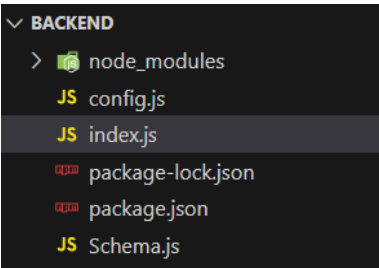 BACKEND
node_modules
JS config.js
JS index.js
package-lock.json
package.json
JS Schema.js